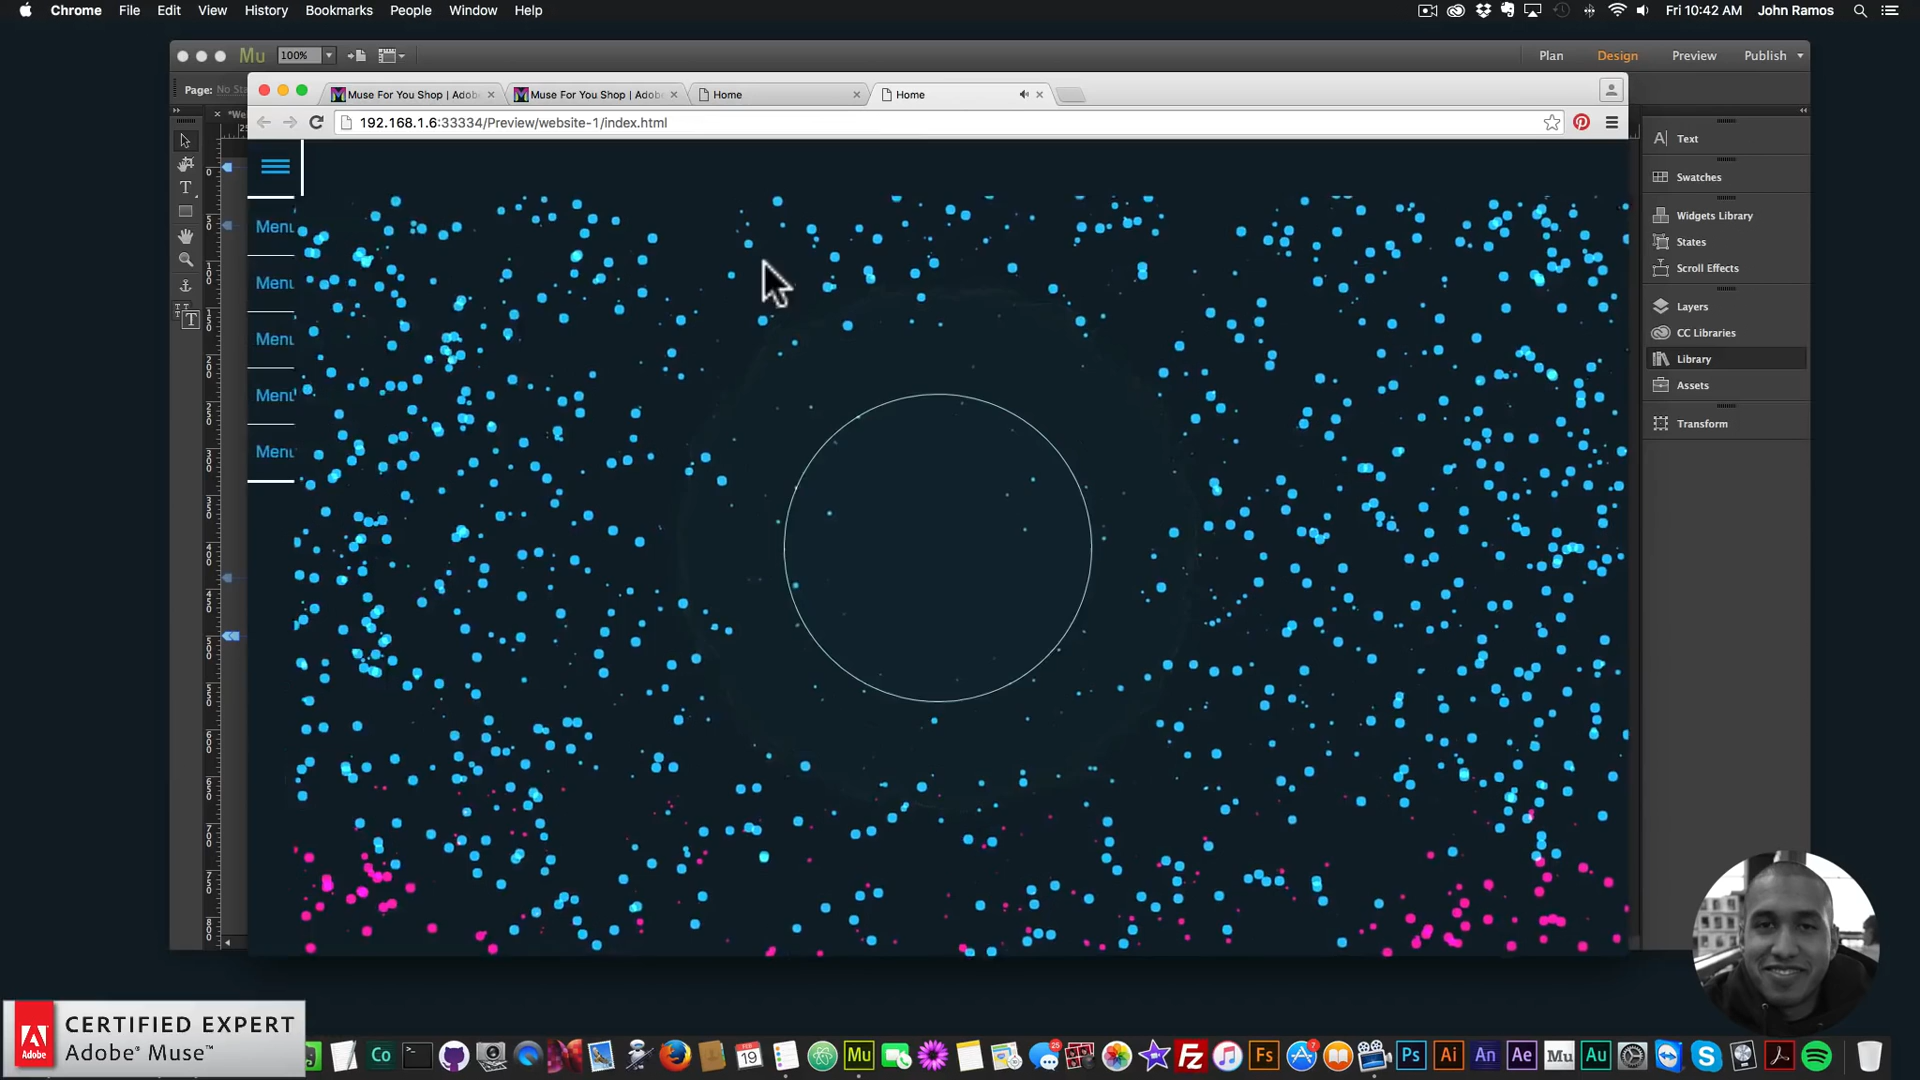 Chrome File Edit View History Bookmarks People Window Help
Fri 10:42 AM John Ramos
Mu 100%
Plan Design Preview Publish
Page: No Sta
Muse For You Shop | Adob
Muse For You Shop | Adob
Home
Home
192.168.1.6:33334/Preview/website-1/index.html
Menu
Menu
Menu
Menu
Menu
Text
Swatches
Widgets Library
States
Scroll Effects
Layers
CC Libraries
Library
Assets
Transform
CERTIFIED EXPERT
Adobe® Muse™
Adobe